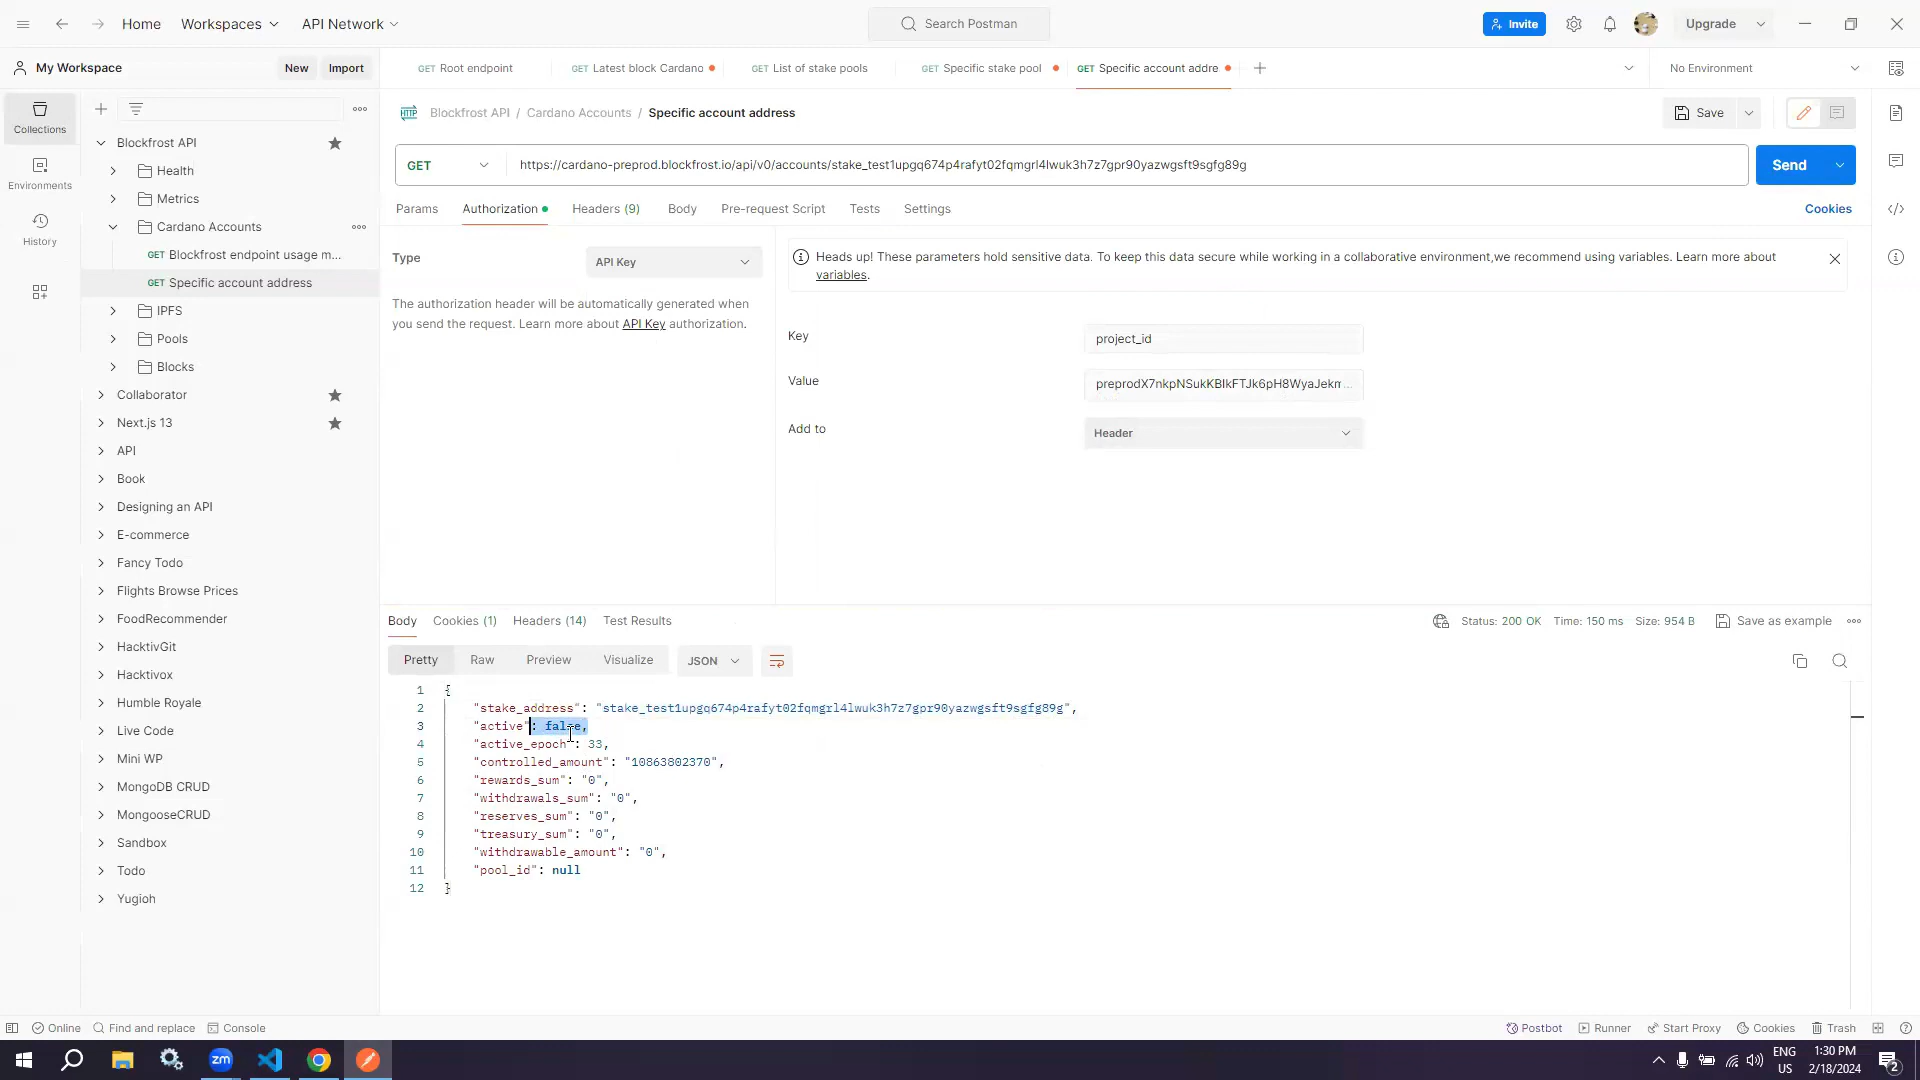 Home
Workspaces
API Network
Search Postman
Invite
Upgrade
My Workspace
New
Import
GET Root endpoint
GET Latest block Cardano
GET List of stake pools
GET Specific stake pool
GET Specific account addre
No Environment
Collections
Environments
History
Blockfrost API
Health
Metrics
Cardano Accounts
GET Blockfrost endpoint usage m...
GET Specific account address
IPFS
Pools
Blocks
Collaborator
Next.js 13
API
Book
Designing an API
E-commerce
Fancy Todo
Flights Browse Prices
FoodRecommender
HacktivGit
Hacktivox
Humble Royale
Live Code
Mini WP
MongoDB CRUD
MongooseCRUD
Sandbox
Todo
Yugioh
HTTP
Blockfrost API / Cardano Accounts / Specific account address
Save
GET
https://cardano-preprod.blockfrost.io/api/v0/accounts/stake_test1upgq674p4rafyt02fqmgrl4lwuk3h7z7gpr90yazwgsft9sgfg89g
Send
Params
Authorization
Headers (9)
Body
Pre-request Script
Tests
Settings
Cookies
Type
API Key
The authorization header will be automatically generated when
you send the request. Learn more about API Key authorization.
Heads up! These parameters hold sensitive data. To keep this data secure while working in a collaborative environment,we recommend using variables. Learn more about
variables.
Key
project_id
Value
preprodX7nkpNSukKBIkFTJk6pH8WyaJekm...
Add to
Header
Body
Cookies (1)
Headers (14)
Test Results
Status: 200 OK
Time: 150 ms
Size: 954 B
Save as example
Pretty
Raw
Preview
Visualize
JSON
1 {
2 "stake_address": "stake_test1upgq674p4rafyt02fqmgrl4lwuk3h7z7gpr90yazwgsft9sgfg89g",
3 "active": false,
4 "active_epoch": 33,
5 "controlled_amount": "10863802370",
6 "rewards_sum": "0",
7 "withdrawals_sum": "0",
8 "reserves_sum": "0",
9 "treasury_sum": "0",
10 "withdrawable_amount": "0",
11 "pool_id": null
12 }
Online
Find and replace
Console
Postbot
Runner
Start Proxy
Cookies
Trash
zm
ENG
US
1:30 PM
2/18/2024
2